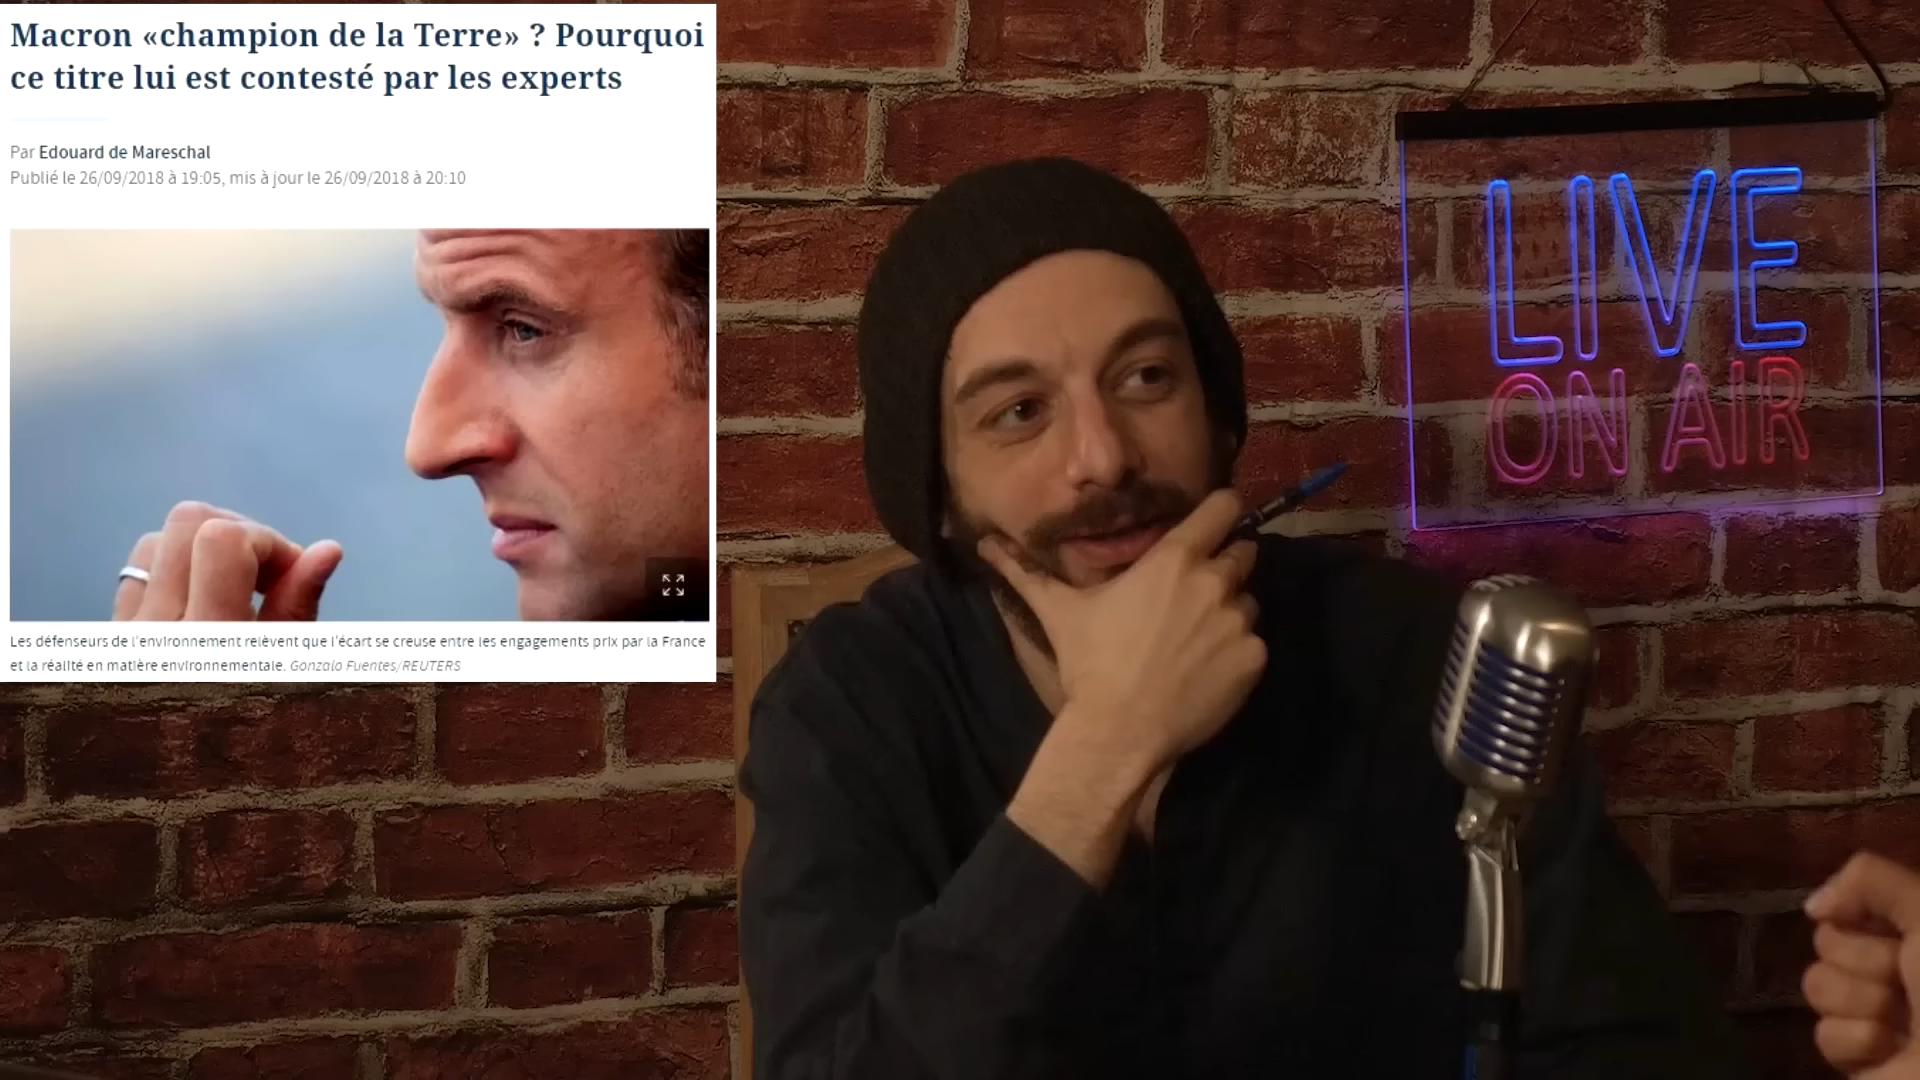 Macron «champion de la Terre» ? Pourquoi
ce titre lui est contesté par les experts
Par Edouard de Mareschal
Publié le 26/09/2018 à 19:05, mis à jour le 26/09/2018 à 20:10
Les défenseurs de l'environnement relèvent que l'écart se creuse entre les engagements prix par la France
et la réalité en matière environnementale. Gonzalo Fuentes/REUTERS
LIVE
ON AIR